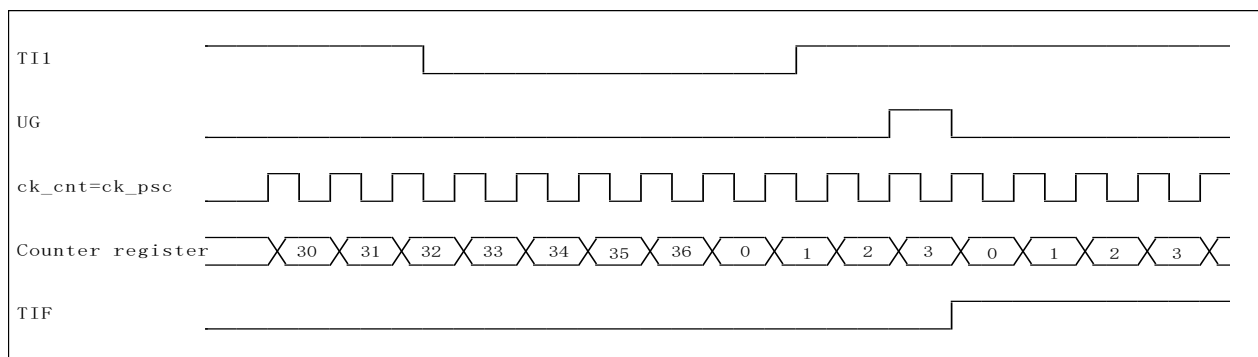 TI1
UG
ck_cnt=ck_psc
Counter register 30 31 32 33 34 35 36 0 1 2 3 0 1 2 3
TIF